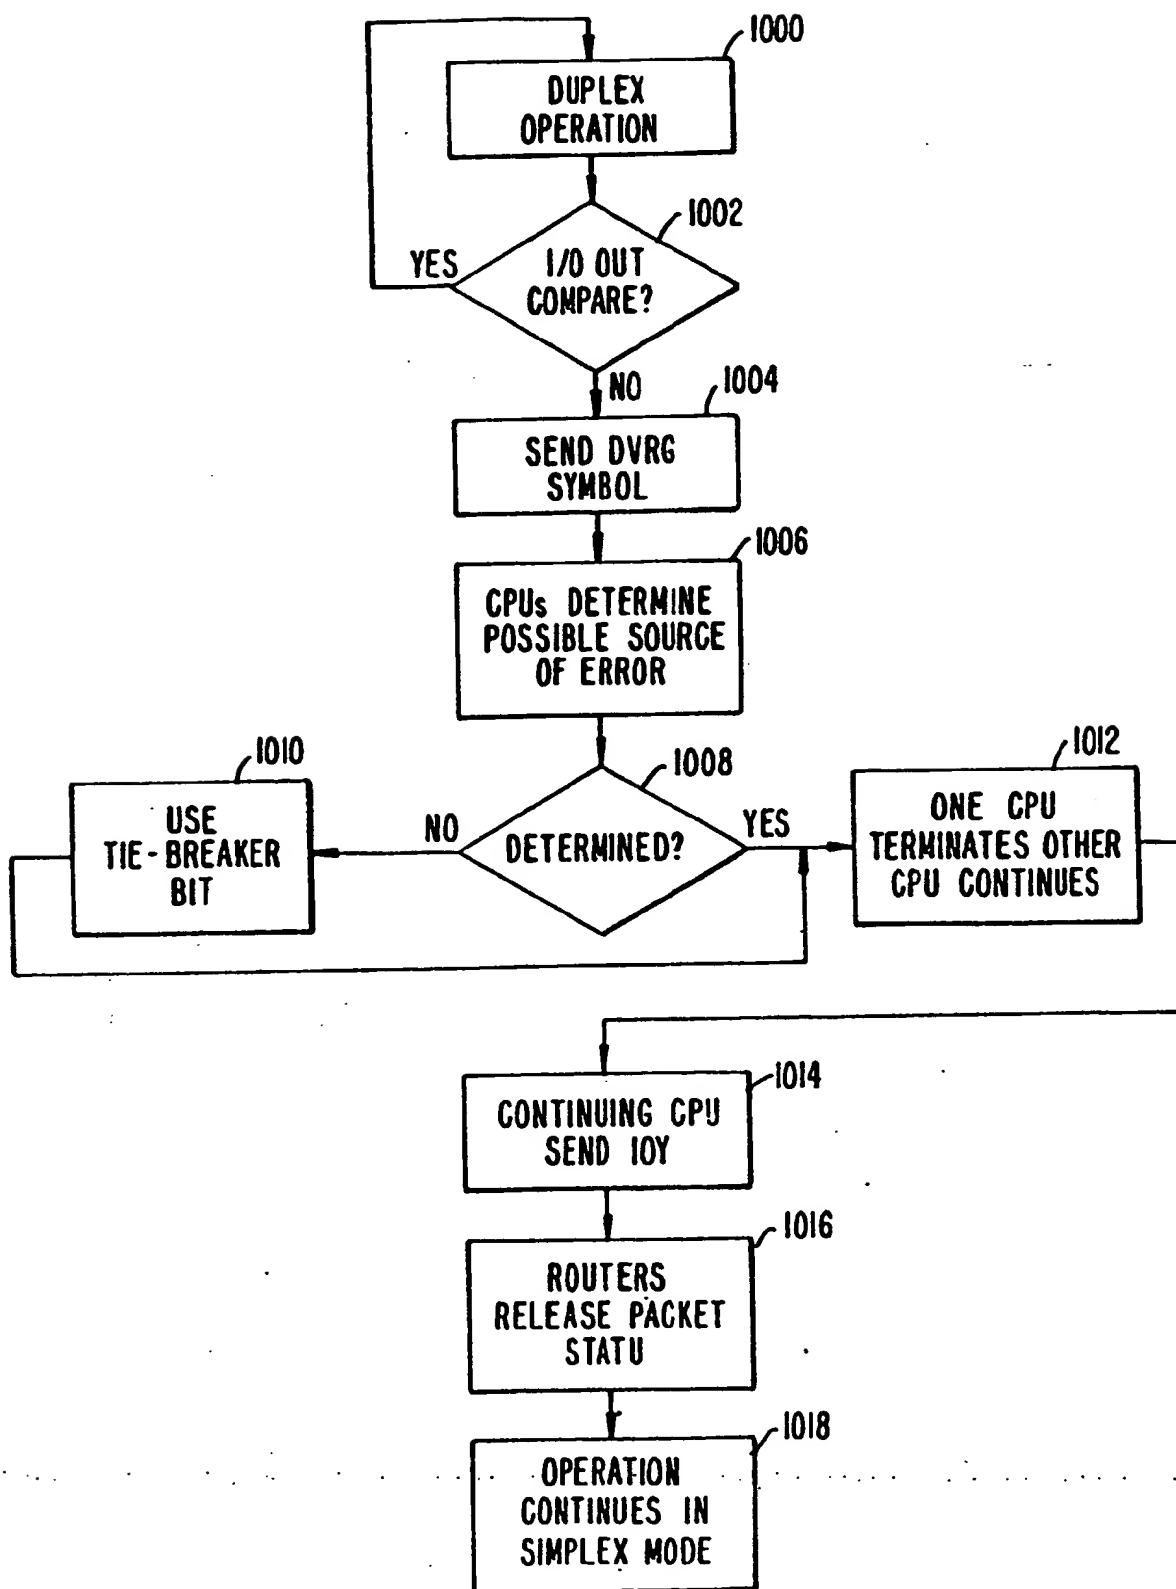 1000
DUPLEX
OPERATION
1002
YES
I/O OUT
COMPARE?
NO
1004
SEND DVRG
SYMBOL
1006
CPUs DETERMINE
POSSIBLE SOURCE
OF ERROR
1010
USE
TIE-BREAKER
BIT
NO
1008
DETERMINED?
YES
1012
ONE CPU
TERMINATES OTHER
CPU CONTINUES
1014
CONTINUING CPU
SEND IOY
1016
ROUTERS
RELEASE PACKET
STATU
1018
OPERATION
CONTINUES IN
SIMPLEX MODE